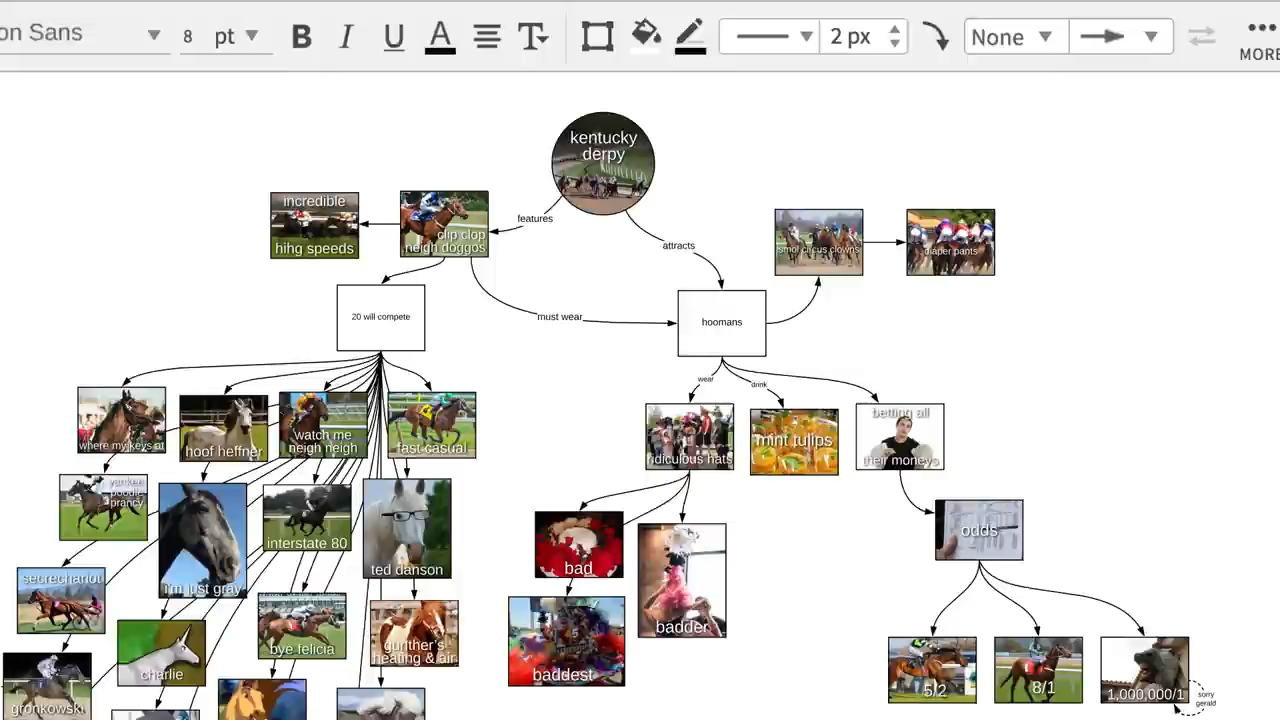 on Sans
8 pt
B I U A T
2 px
None
MORE
kentucky
derpy
features
attracts
incredible
hihg speeds
clip clop
neigh doggos
smol circus clowns
diaper pants
20 will compete
must wear
hoomans
wear
drink
where my keys at
hoof heffner
watch me
neigh neigh
fast casual
ridiculous hats
mint tulips
betting all
their moneys
yankee
poodle
prancy
I'm just gray
interstate 80
ted danson
bad
badder
baddest
odds
secrechariot
charlie
bye felicia
gunther's
heating & air
gronkowski
5/2
8/1
1,000,000/1
sorry
gerald